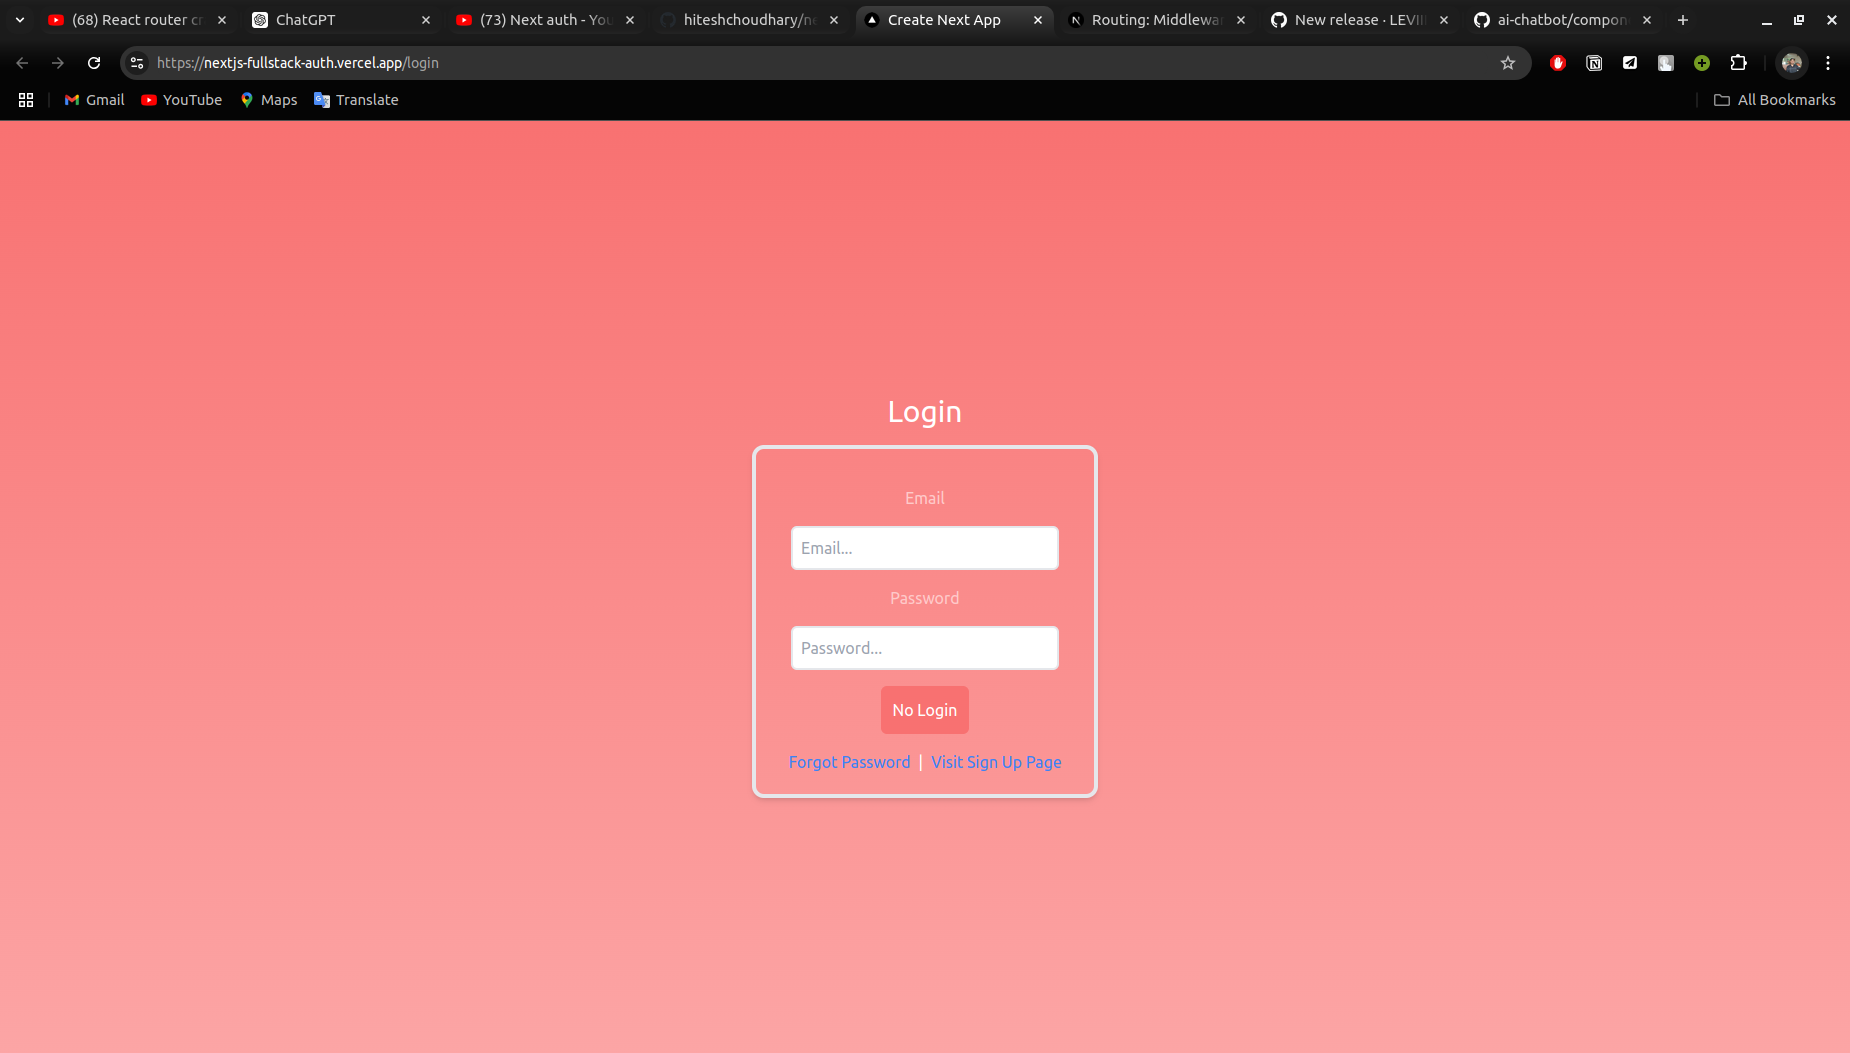 (68) React router cr
ChatGPT
(73) Next auth - You
hiteshchoudhary/ne
Create Next App
Routing: Middlewar
New release · LEVII
ai-chatbot/compon
https://nextjs-fullstack-auth.vercel.app/login
Gmail
YouTube
Maps
Translate
All Bookmarks
Login
Email
Email...
Password
Password...
No Login
Forgot Password | Visit Sign Up Page